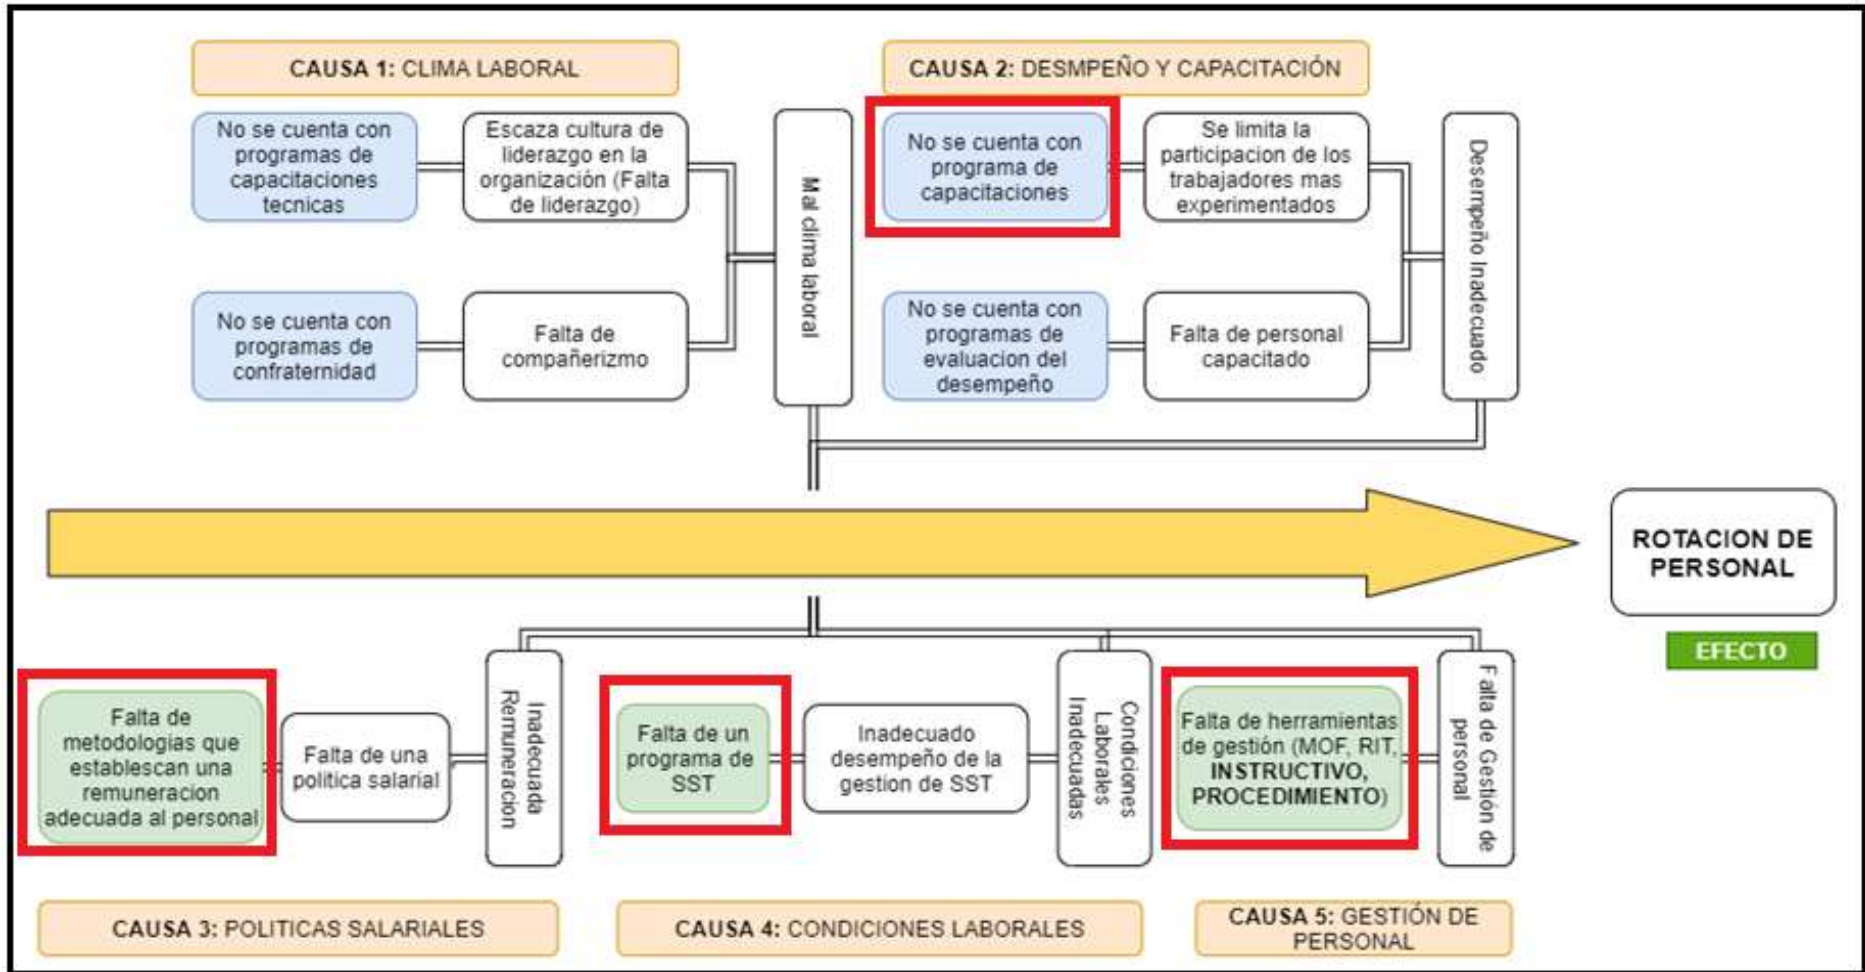 CAUSA 1: CLIMA LABORAL
No se cuenta con
programas de
capacitaciones
tecnicas
Escaza cultura de
liderazgo en la
organización (Falta
de liderazgo)
No se cuenta con
programas de
confraternidad
Falta de
compañerizmo
Mal clima laboral
CAUSA 2: DESMPEÑO Y CAPACITACIÓN
No se cuenta con
programa de
capacitaciones
Se limita la
participacion de los
trabajadores mas
experimentados
No se cuenta con
programas de
evaluacion del
desempeño
Falta de personal
capacitado
Desempeño Inadecuado
ROTACION DE
PERSONAL
EFECTO
Falta de
metodologias que
establescan una
remuneracion
adecuada al personal
Falta de una
politica salarial
Inadecuada
Remuneracion
CAUSA 3: POLITICAS SALARIALES
Falta de un
programa de
SST
Inadecuado
desempeño de la
gestion de SST
Condiciones
Laborales
Inadecuadas
CAUSA 4: CONDICIONES LABORALES
Falta de herramientas
de gestión (MOF, RIT,
INSTRUCTIVO,
PROCEDIMIENTO)
Falta de Gestión de
personal
CAUSA 5: GESTIÓN DE
PERSONAL